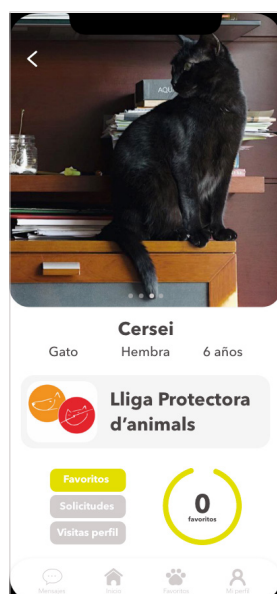 AQU
Cersei
Gato Hembra 6 años
Lliga Protectora
d'animals
Favoritos
Solicitudes
Visitas perfil
0
favoritos
Mensajes Inicio Favoritos Mi perfil